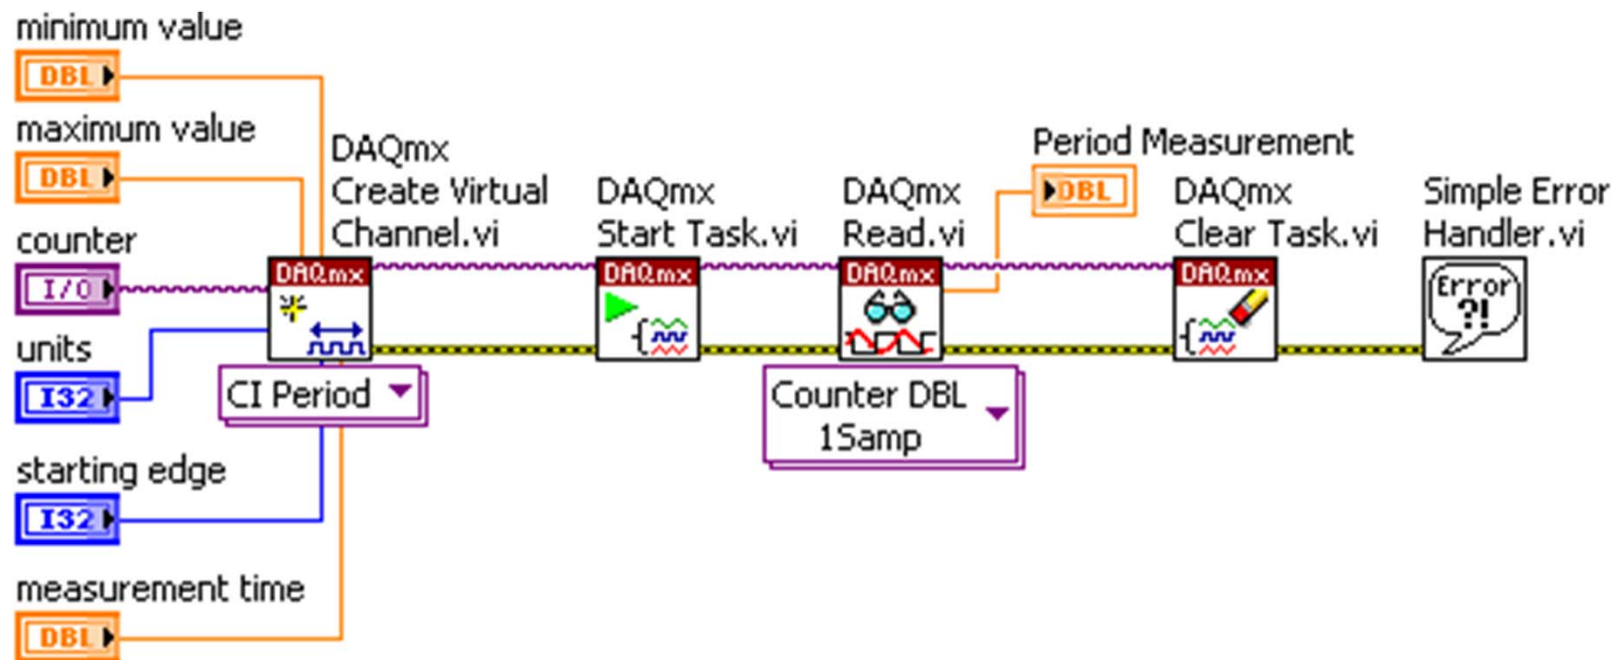 minimum value
DBL
maximum value
DBL
counter
I/O
units
I32
starting edge
I32
measurement time
DBL
DAQmx
Create Virtual
Channel.vi
DAQmx
CI Period
DAQmx
Start Task.vi
DAQmx
DAQmx
Read.vi
DAQmx
Counter DBL
1Samp
Period Measurement
DBL
DAQmx
Clear Task.vi
DAQmx
Simple Error
Handler.vi
Error
?!